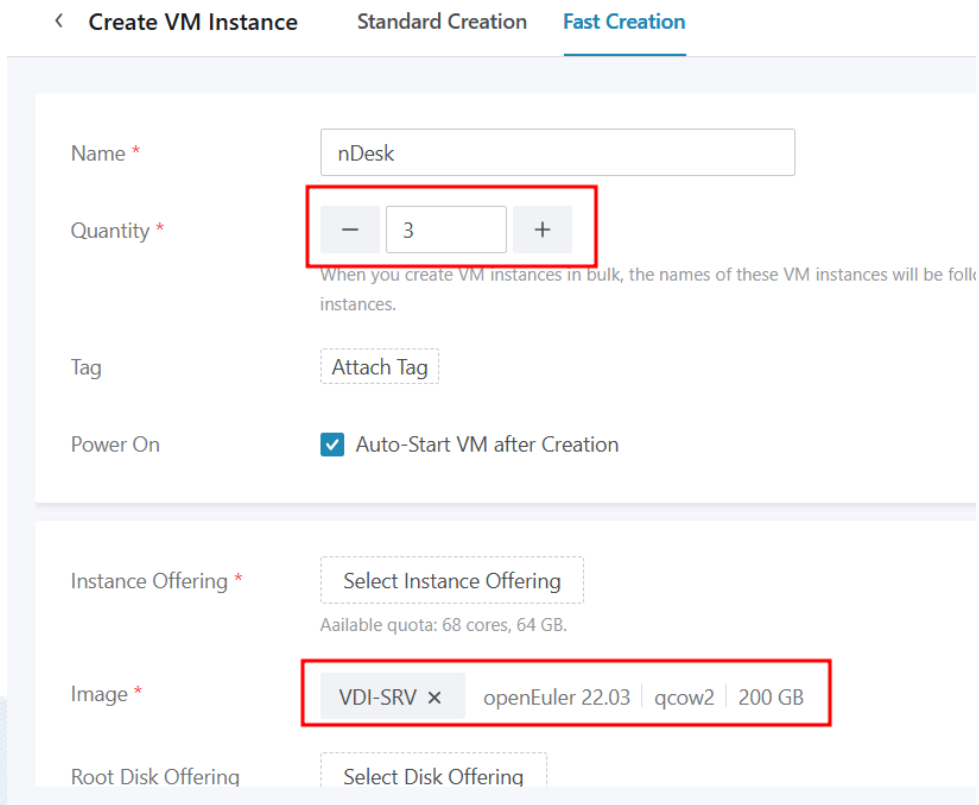 Create VM Instance Standard Creation Fast Creation
Name * nDesk
Quantity * − 3 +
When you create VM instances in bulk, the names of these VM instances will be
instances.
Tag Attach Tag
Power On Auto-Start VM after Creation
Instance Offering * Select Instance Offering
Aailable quota: 68 cores, 64 GB.
Image * VDI-SRV × openEuler 22.03 qcow2 200 GB
Root Disk Offering Select Disk Offering